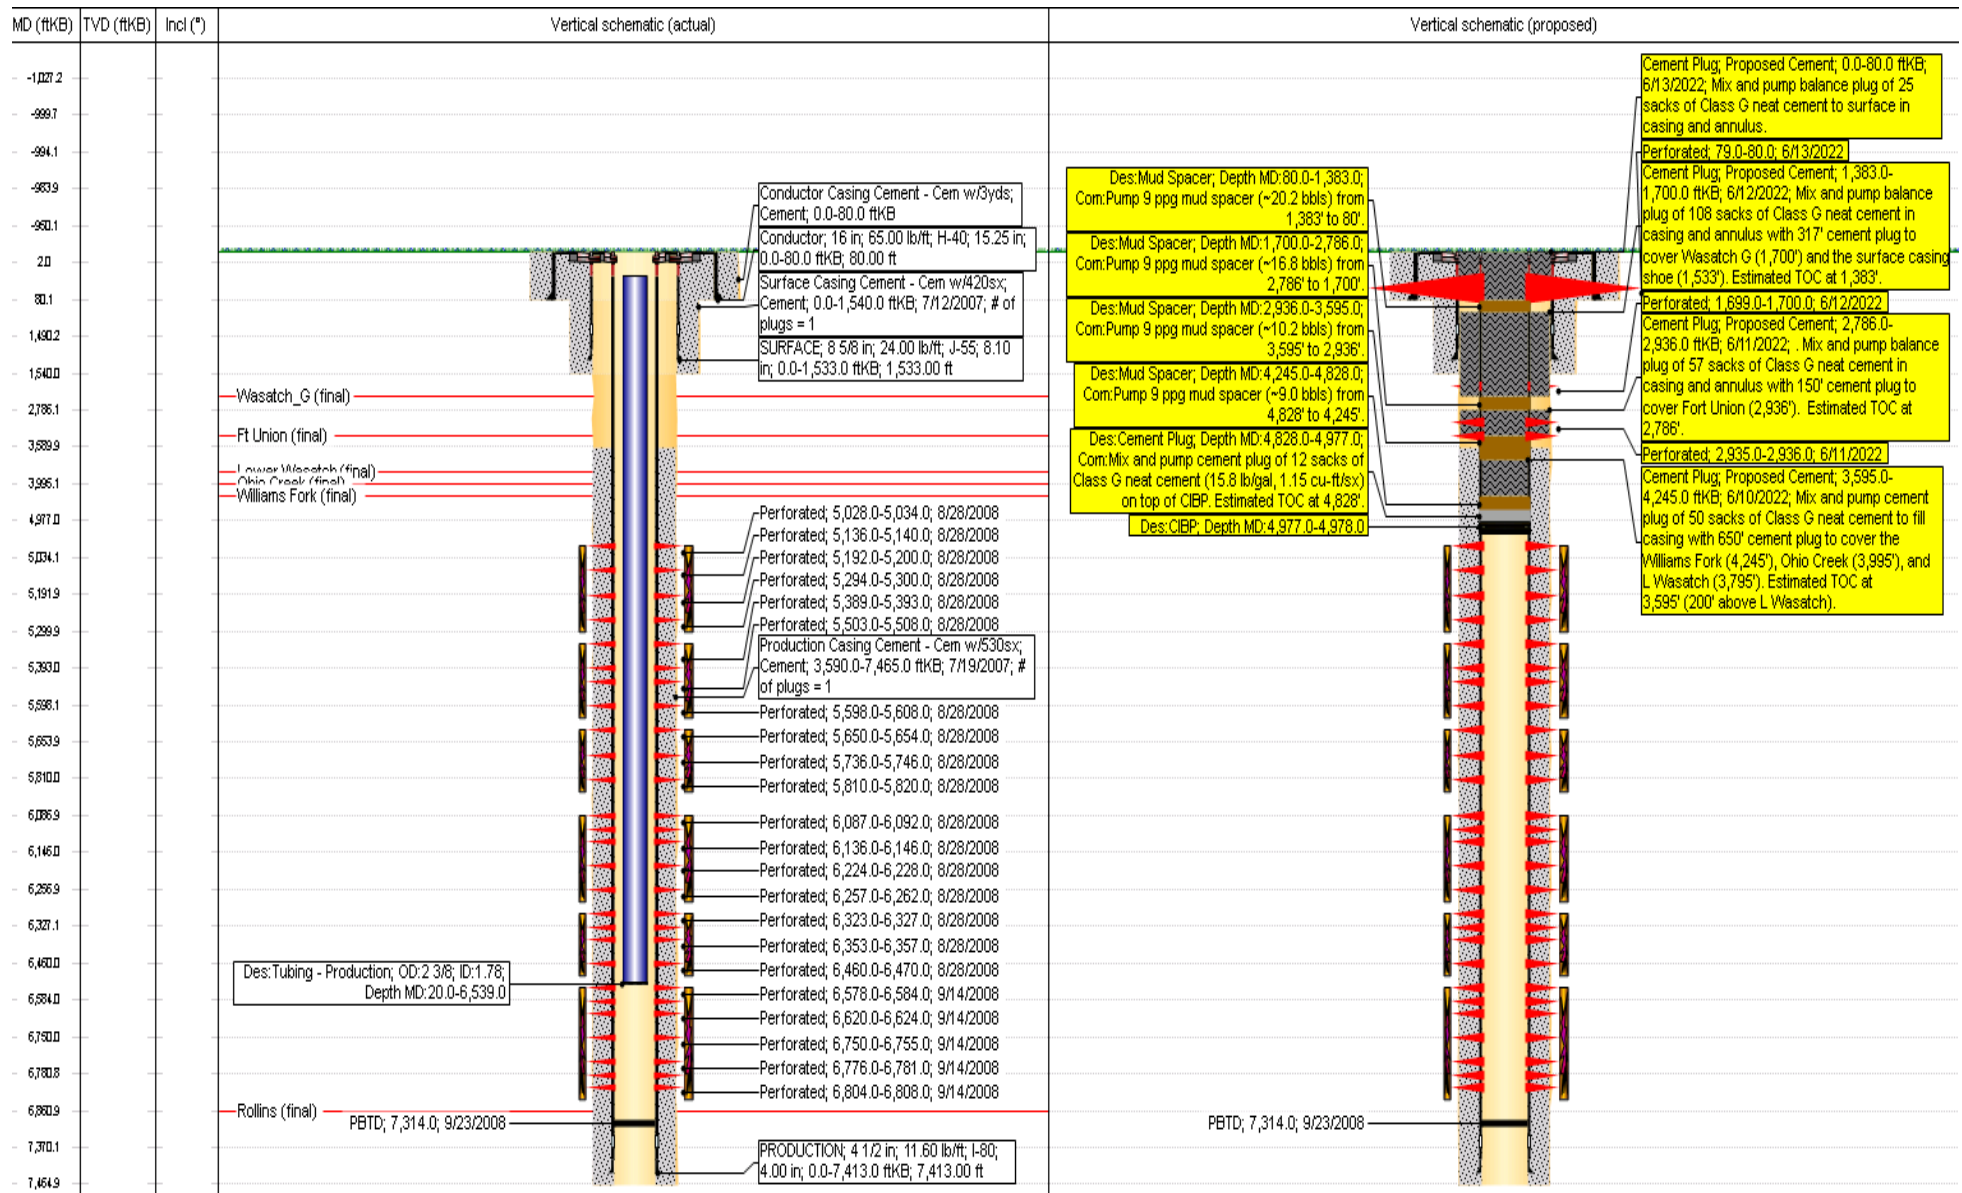 MD (ftKB) TVD (ftKB) Incl (°) Vertical schematic (actual) Vertical schematic (proposed)
-1,027.2
-999.7
-994.1
-983.9
-960.1
2.0
80.1
1,490.2
1,540.0
2,786.1
3,589.9
3,995.1
4,977.0
5,034.1
5,191.9
5,299.9
5,393.0
5,598.1
5,653.9
5,810.0
6,086.9
6,146.0
6,256.9
6,327.1
6,460.0
6,584.0
6,750.0
6,780.8
6,860.9
7,370.1
7,464.9
Wasatch_G (final)
Ft Union (final)
Lower Wasatch (final)
Ohio Creek (final)
Williams Fork (final)
Rollins (final)
Des:Tubing - Production; OD:2 3/8; ID:1.78;
Depth MD:20.0-6,539.0
PBTD; 7,314.0; 9/23/2008
Conductor Casing Cement - Cem w/3yds;
Cement; 0.0-80.0 ftKB
Conductor; 16 in; 65.00 lb/ft; H-40; 15.25 in;
0.0-80.0 ftKB; 80.00 ft
Surface Casing Cement - Cem w/420sx;
Cement; 0.0-1,540.0 ftKB; 7/12/2007; # of
plugs = 1
SURFACE; 8 5/8 in; 24.00 lb/ft; J-55; 8.10
in; 0.0-1,533.0 ftKB; 1,533.00 ft
Perforated; 5,028.0-5,034.0; 8/28/2008
Perforated; 5,136.0-5,140.0; 8/28/2008
Perforated; 5,192.0-5,200.0; 8/28/2008
Perforated; 5,294.0-5,300.0; 8/28/2008
Perforated; 5,389.0-5,393.0; 8/28/2008
Perforated; 5,503.0-5,508.0; 8/28/2008
Production Casing Cement - Cem w/530sx;
Cement; 3,590.0-7,465.0 ftKB; 7/19/2007; #
of plugs = 1
Perforated; 5,598.0-5,608.0; 8/28/2008
Perforated; 5,650.0-5,654.0; 8/28/2008
Perforated; 5,736.0-5,746.0; 8/28/2008
Perforated; 5,810.0-5,820.0; 8/28/2008
Perforated; 6,087.0-6,092.0; 8/28/2008
Perforated; 6,136.0-6,146.0; 8/28/2008
Perforated; 6,224.0-6,228.0; 8/28/2008
Perforated; 6,257.0-6,262.0; 8/28/2008
Perforated; 6,323.0-6,327.0; 8/28/2008
Perforated; 6,353.0-6,357.0; 8/28/2008
Perforated; 6,460.0-6,470.0; 8/28/2008
Perforated; 6,578.0-6,584.0; 9/14/2008
Perforated; 6,620.0-6,624.0; 9/14/2008
Perforated; 6,750.0-6,755.0; 9/14/2008
Perforated; 6,776.0-6,781.0; 9/14/2008
Perforated; 6,804.0-6,808.0; 9/14/2008
PRODUCTION; 4 1/2 in; 11.60 lb/ft; I-80;
4.00 in; 0.0-7,413.0 ftKB; 7,413.00 ft
Des:Mud Spacer; Depth MD:80.0-1,383.0;
Com:Pump 9 ppg mud spacer (~20.2 bbls) from
1,383' to 80'.
Des:Mud Spacer; Depth MD:1,700.0-2,786.0;
Com:Pump 9 ppg mud spacer (~16.8 bbls) from
2,786' to 1,700'.
Des:Mud Spacer; Depth MD:2,936.0-3,595.0;
Com:Pump 9 ppg mud spacer (~10.2 bbls) from
3,595' to 2,936'.
Des:Mud Spacer; Depth MD:4,245.0-4,828.0;
Com:Pump 9 ppg mud spacer (~9.0 bbls) from
4,828' to 4,245'.
Des:Cement Plug; Depth MD:4,828.0-4,977.0;
Com:Mix and pump cement plug of 12 sacks of
Class G neat cement (15.8 lb/gal, 1.15 cu-ft/sx)
on top of CIBP. Estimated TOC at 4,828'.
Des:CIBP; Depth MD:4,977.0-4,978.0
PBTD; 7,314.0; 9/23/2008
Cement Plug; Proposed Cement; 0.0-80.0 ftKB;
6/13/2022; Mix and pump balance plug of 25
sacks of Class G neat cement to surface in
casing and annulus.
Perforated; 79.0-80.0; 6/13/2022
Cement Plug; Proposed Cement; 1,383.0-
1,700.0 ftKB; 6/12/2022; Mix and pump balance
plug of 108 sacks of Class G neat cement in
casing and annulus with 317' cement plug to
cover Wasatch G (1,700') and the surface casing
shoe (1,533'). Estimated TOC at 1,383'.
Perforated; 1,699.0-1,700.0; 6/12/2022
Cement Plug; Proposed Cement; 2,786.0-
2,936.0 ftKB; 6/11/2022; . Mix and pump balance
plug of 57 sacks of Class G neat cement in
casing and annulus with 150' cement plug to
cover Fort Union (2,936'). Estimated TOC at
2,786'.
Perforated; 2,935.0-2,936.0; 6/11/2022
Cement Plug; Proposed Cement; 3,595.0-
4,245.0 ftKB; 6/10/2022; Mix and pump cement
plug of 50 sacks of Class G neat cement to fill
casing with 650' cement plug to cover the
Williams Fork (4,245'), Ohio Creek (3,995'), and
L Wasatch (3,795'). Estimated TOC at
3,595' (200' above L Wasatch).